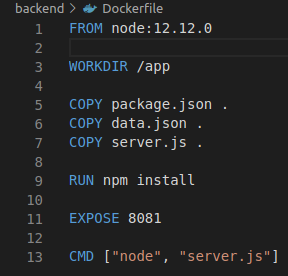 backend > Dockerfile
1 FROM node:12.12.0
2
3 WORKDIR /app
4
5 COPY package.json .
6 COPY data.json .
7 COPY server.js .
8
9 RUN npm install
10
11 EXPOSE 8081
12
13 CMD ["node", "server.js"]